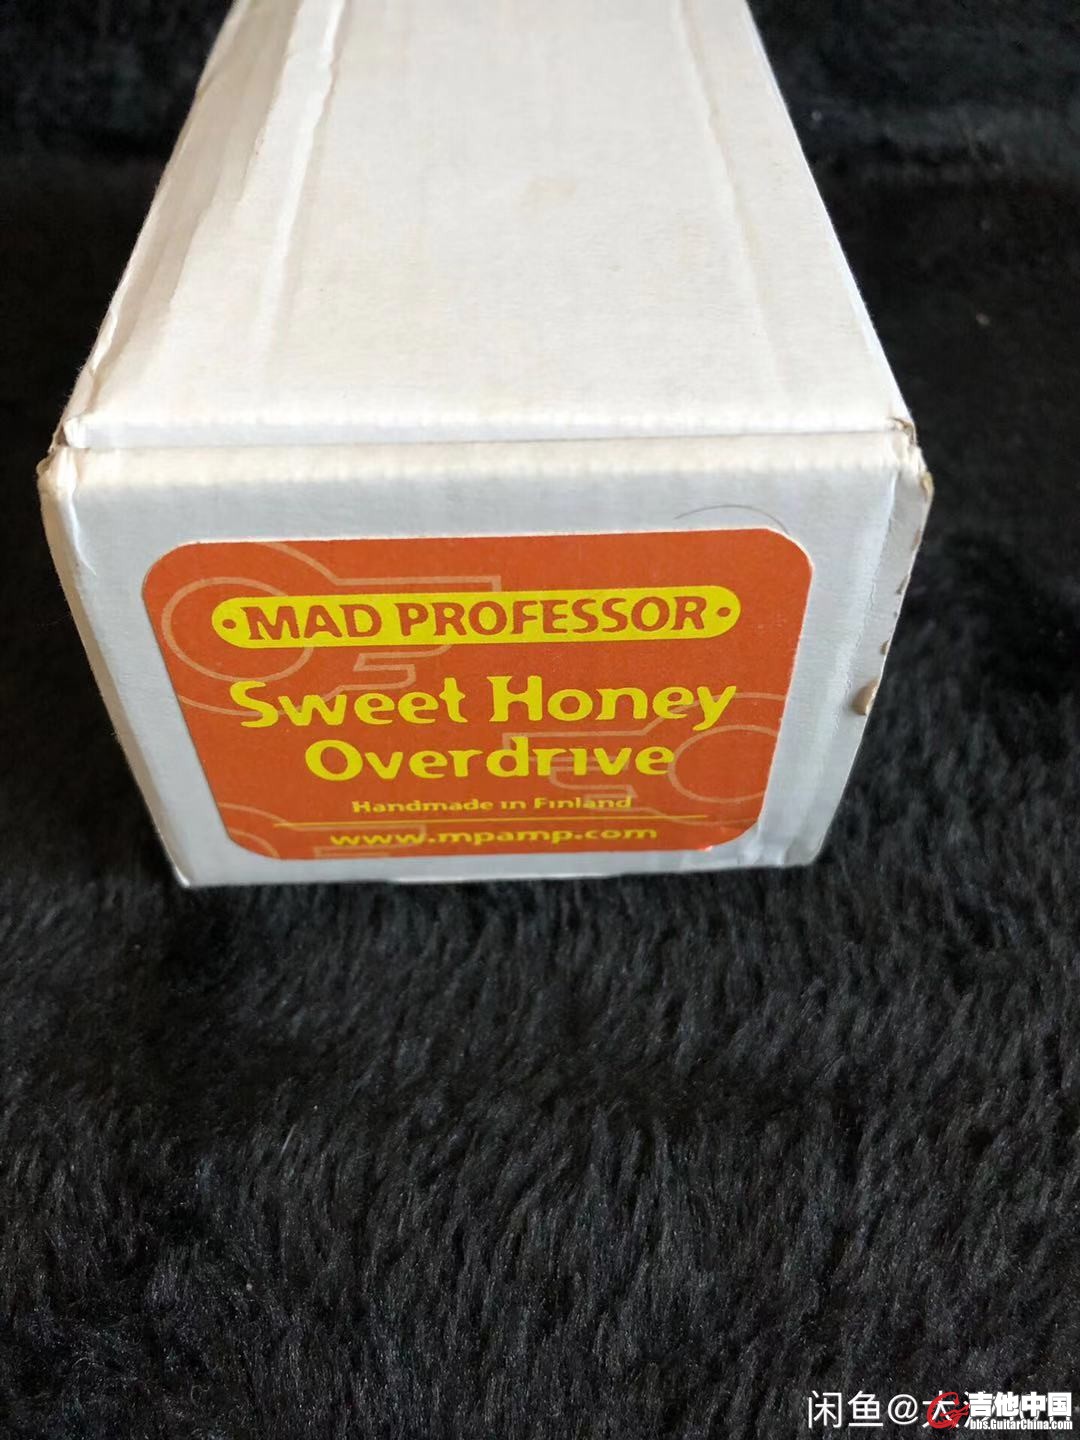 MAD PROFESSOR
Sweet Honey
Overdrive
Handmade in Finland
www.mpamp.com
闲鱼@大
吉他中国
bbs.GuitarChina.com